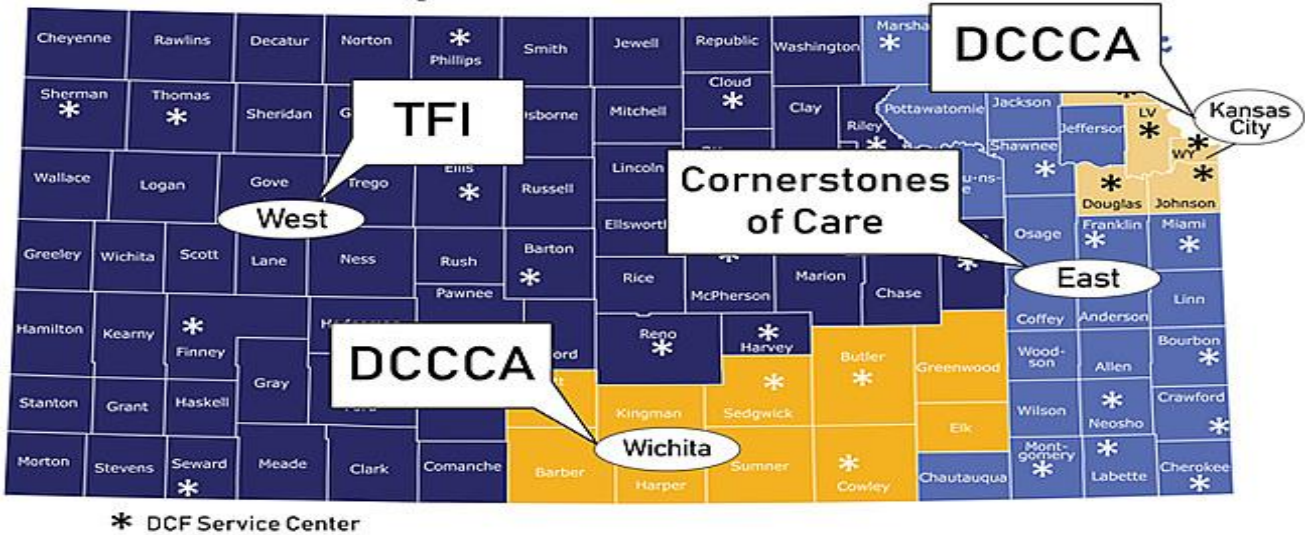 DCCCA
Cheyenne
Rawlins
Decatur
Norton
Phillips
Smith
Jewell
Republic
Washington
Kansas
City
Sherman
Thomas
Sheridan
TFI
Mitchell
Cloud
Clay
Riley
Pottawatomie
Jackson
Jefferson
LV
WY
Shawnee
Wallace
Logan
Gove
Trego
Ellis
Russell
Lincoln
Cornerstones
of Care
Douglas
Johnson
West
Greeley
Wichita
Scott
Lane
Ness
Rush
Barton
Ellsworth
Rice
McPherson
Marion
Chase
Osage
Franklin
Miami
East
Pawnee
Hamilton
Kearny
Finney
Reno
Harvey
Butler
Greenwood
Coffey
Anderson
Linn
DCCCA
Gray
Stanton
Grant
Haskell
Kingman
Sedgwick
Elk
Wood-
son
Allen
Bourbon
Wilson
Neosho
Crawford
Wichita
Morton
Stevens
Seward
Meade
Clark
Comanche
Barber
Harper
Sumner
Cowley
Chautauqua
Mont-
gomery
Labette
Cherokee
* DCF Service Center